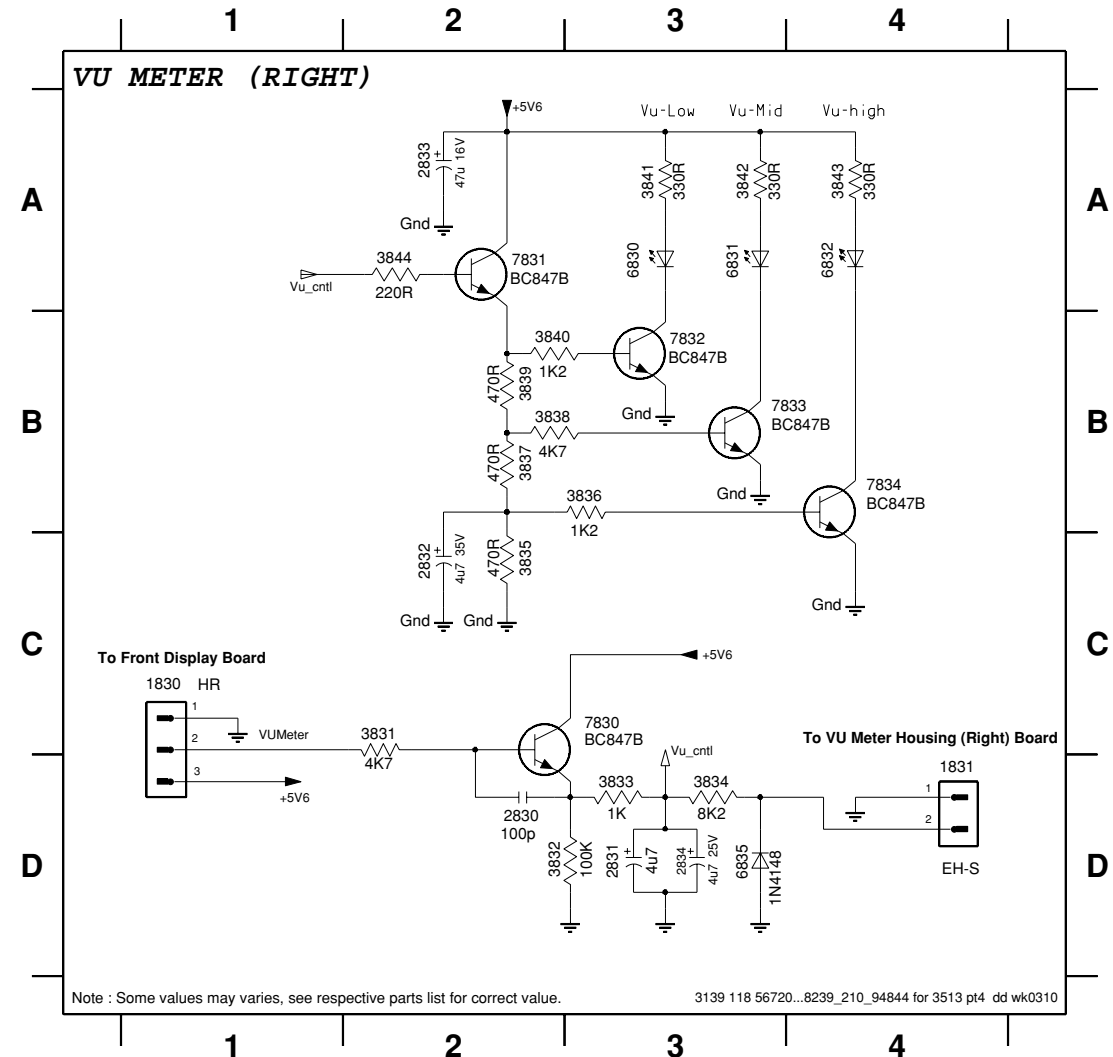 1 2 3 4
VU METER (RIGHT)
+5V6
Vu-Low
Vu-Mid
Vu-high
2833
47u 16V
3841
330R
3842
330R
3843
330R
A
A
Gnd
3844
220R
Vu_cntl
7831
BC847B
6830
6831
6832
3840
1K2
7832
BC847B
470R
3839
Gnd
B
B
3838
4K7
7833
BC847B
470R
3837
Gnd
3836
1K2
7834
BC847B
2832
4u7 35V
470R
3835
Gnd
Gnd
Gnd
C
C
+5V6
To Front Display Board
1830 HR
1
2
3
VUMeter
+5V6
3831
4K7
7830
BC847B
Vu_cntl
To VU Meter Housing (Right) Board
1831
1
2
EH-S
3833
1K
3834
8K2
2830
100p
3832
100K
2831
4u7
2834
4u7 25V
6835
1N4148
D
D
Note : Some values may varies, see respective parts list for correct value.
3139 118 56720...8239_210_94844 for 3513 pt4 dd wk0310
1 2 3 4